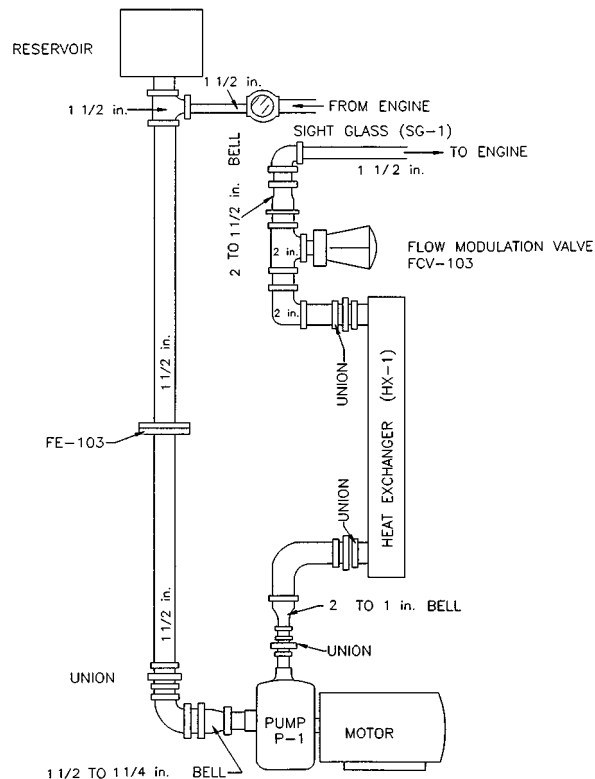 RESERVOIR
1 1/2 in.
1 1/2 in.
FROM ENGINE
SIGHT GLASS (SG-1)
TO ENGINE
1 1/2 in.
2 TO 1 1/2 in. BELL
2 in.
FLOW MODULATION VALVE
FCV-103
2 in.
UNION
HEAT EXCHANGER (HX-1)
1 1/2 in.
FE-103
UNION
1 1/2 in.
2 TO 1 in. BELL
UNION
UNION
PUMP
P-1
MOTOR
1 1/2 TO 1 1/4 in. BELL